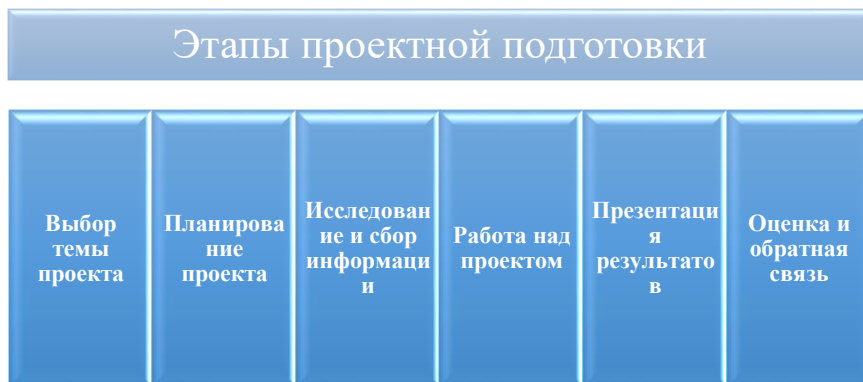 Этапы проектной подготовки
Выбор
темы
проекта
Планирова
ние
проекта
Исследован
ие и сбор
информаци
и
Работа над
проектом
Презентаци
я
результато
в
Оценка и
обратная
связь